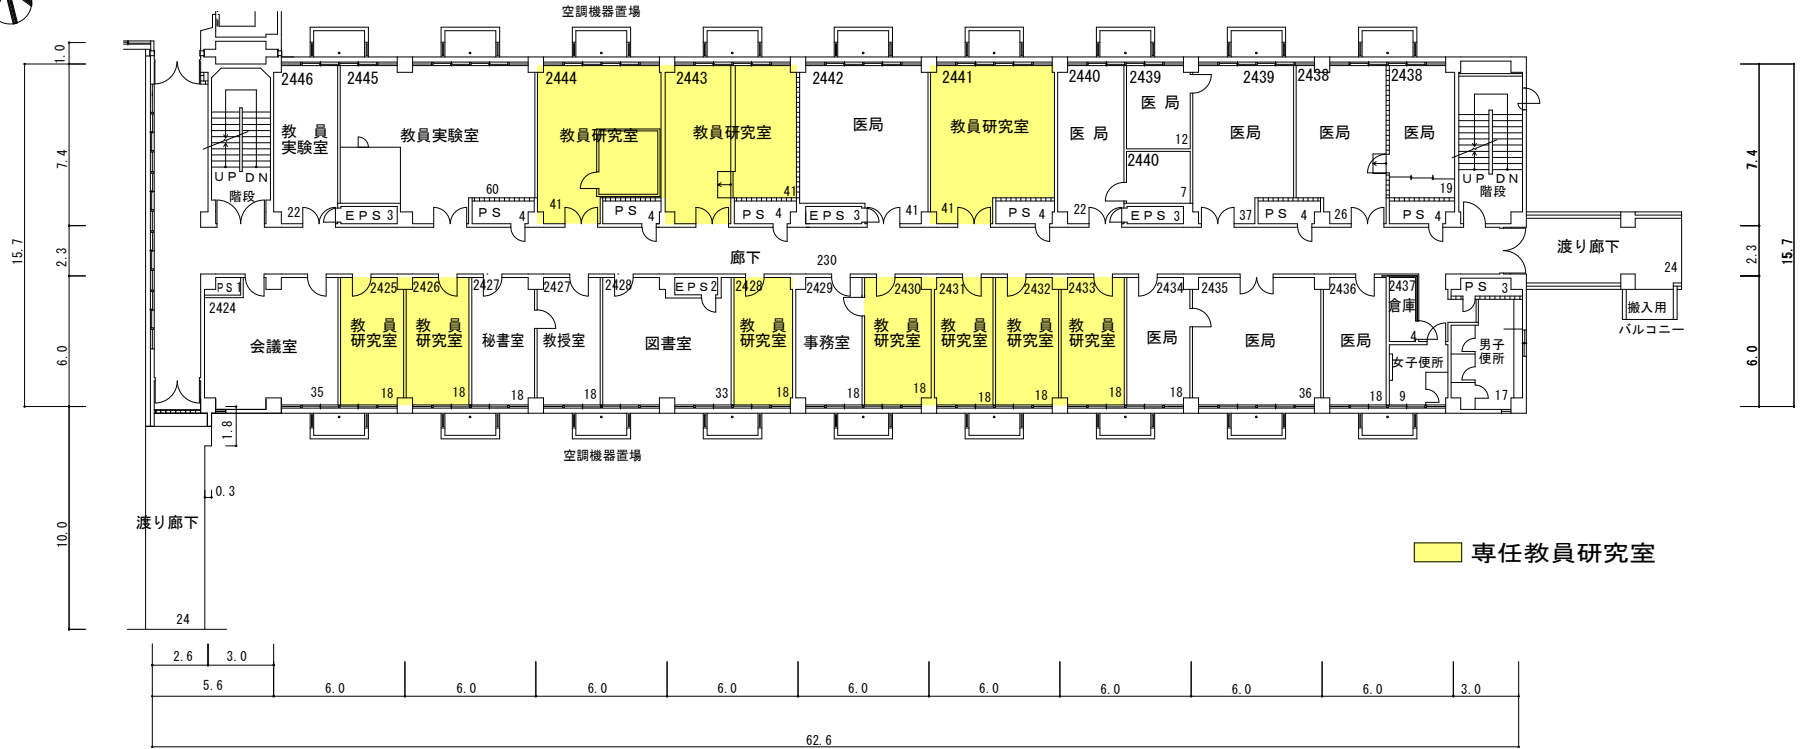 空調機器置場
2446
2445
2444
2443
2442
2441
2440
2439
2439
2438
2438
教　員
実験室
教員実験室
教員研究室
教員研究室
医局
教員研究室
医 局
医 局
12
医局
医局
医局
2440
7
UP DN
階段
22
EPS 3
60
PS 4
41
PS 4
41
PS 4
EPS 3
41
41
PS 4
22
EPS 3
37
PS 4
26
19
PS 4
UP DN
階段
廊下
230
渡り廊下
24
搬入用
バルコニー
PS 1
2424
会議室
35
2425
教　員
研究室
18
2426
教　員
研究室
18
2427
秘書室
18
2427
教授室
18
2428
図書室
33
EPS 2
2428
教　員
研究室
18
2429
事務室
18
2430
教　員
研究室
18
2431
教　員
研究室
18
2432
教　員
研究室
18
2433
教　員
研究室
18
2434
医局
18
2435
医局
36
2436
医局
18
2437
倉庫
4
女子便所
9
PS 3
男子
便所
17
空調機器置場
渡り廊下
24
専任教員研究室
1.0
7.4
2.3
6.0
10.0
15.7
1.8
0.3
7.4
2.3
6.0
15.7
2.6
3.0
5.6
6.0
6.0
6.0
6.0
6.0
6.0
6.0
6.0
6.0
3.0
62.6